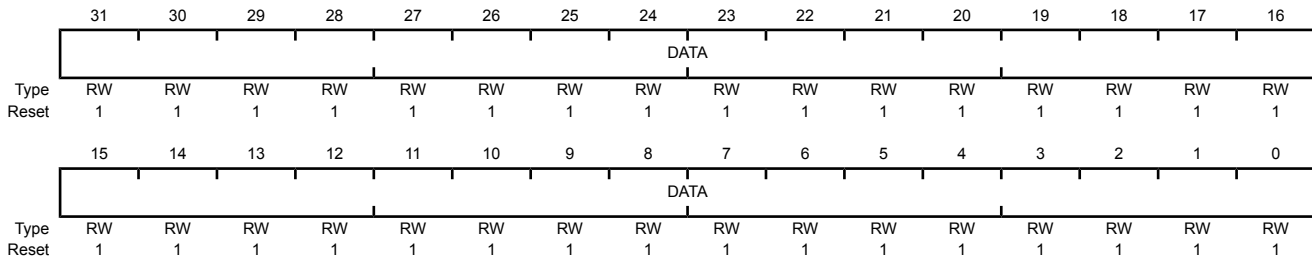 31 30 29 28 27 26 25 24 23 22 21 20 19 18 17 16
DATA
Type RW RW RW RW RW RW RW RW RW RW RW RW RW RW RW RW
Reset 1 1 1 1 1 1 1 1 1 1 1 1 1 1 1 1
15 14 13 12 11 10 9 8 7 6 5 4 3 2 1 0
DATA
Type RW RW RW RW RW RW RW RW RW RW RW RW RW RW RW RW
Reset 1 1 1 1 1 1 1 1 1 1 1 1 1 1 1 1